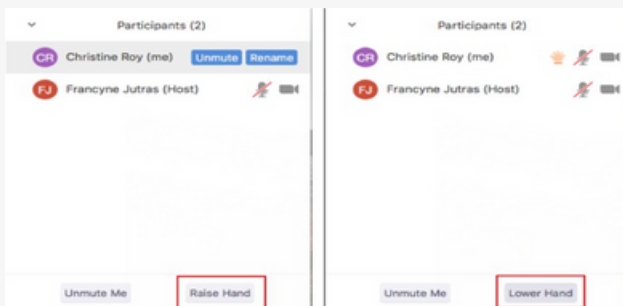 Participants (2)
CR Christine Roy (me) Unmute Rename
FJ Francyne Jutras (Host)
Unmute Me Raise Hand
Participants (2)
CR Christine Roy (me)
FJ Francyne Jutras (Host)
Unmute Me Lower Hand